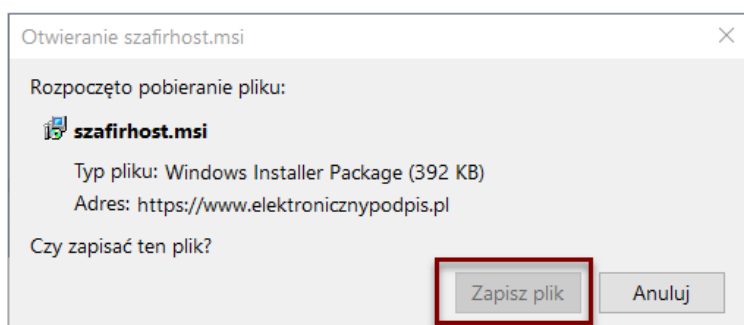 Otwieranie szafirhost.msi
Rozpoczęto pobieranie pliku:
szafirhost.msi
Typ pliku: Windows Installer Package (392 KB)
Adres: https://www.elektronicznypodpis.pl
Czy zapisać ten plik?
Zapisz plik Anuluj